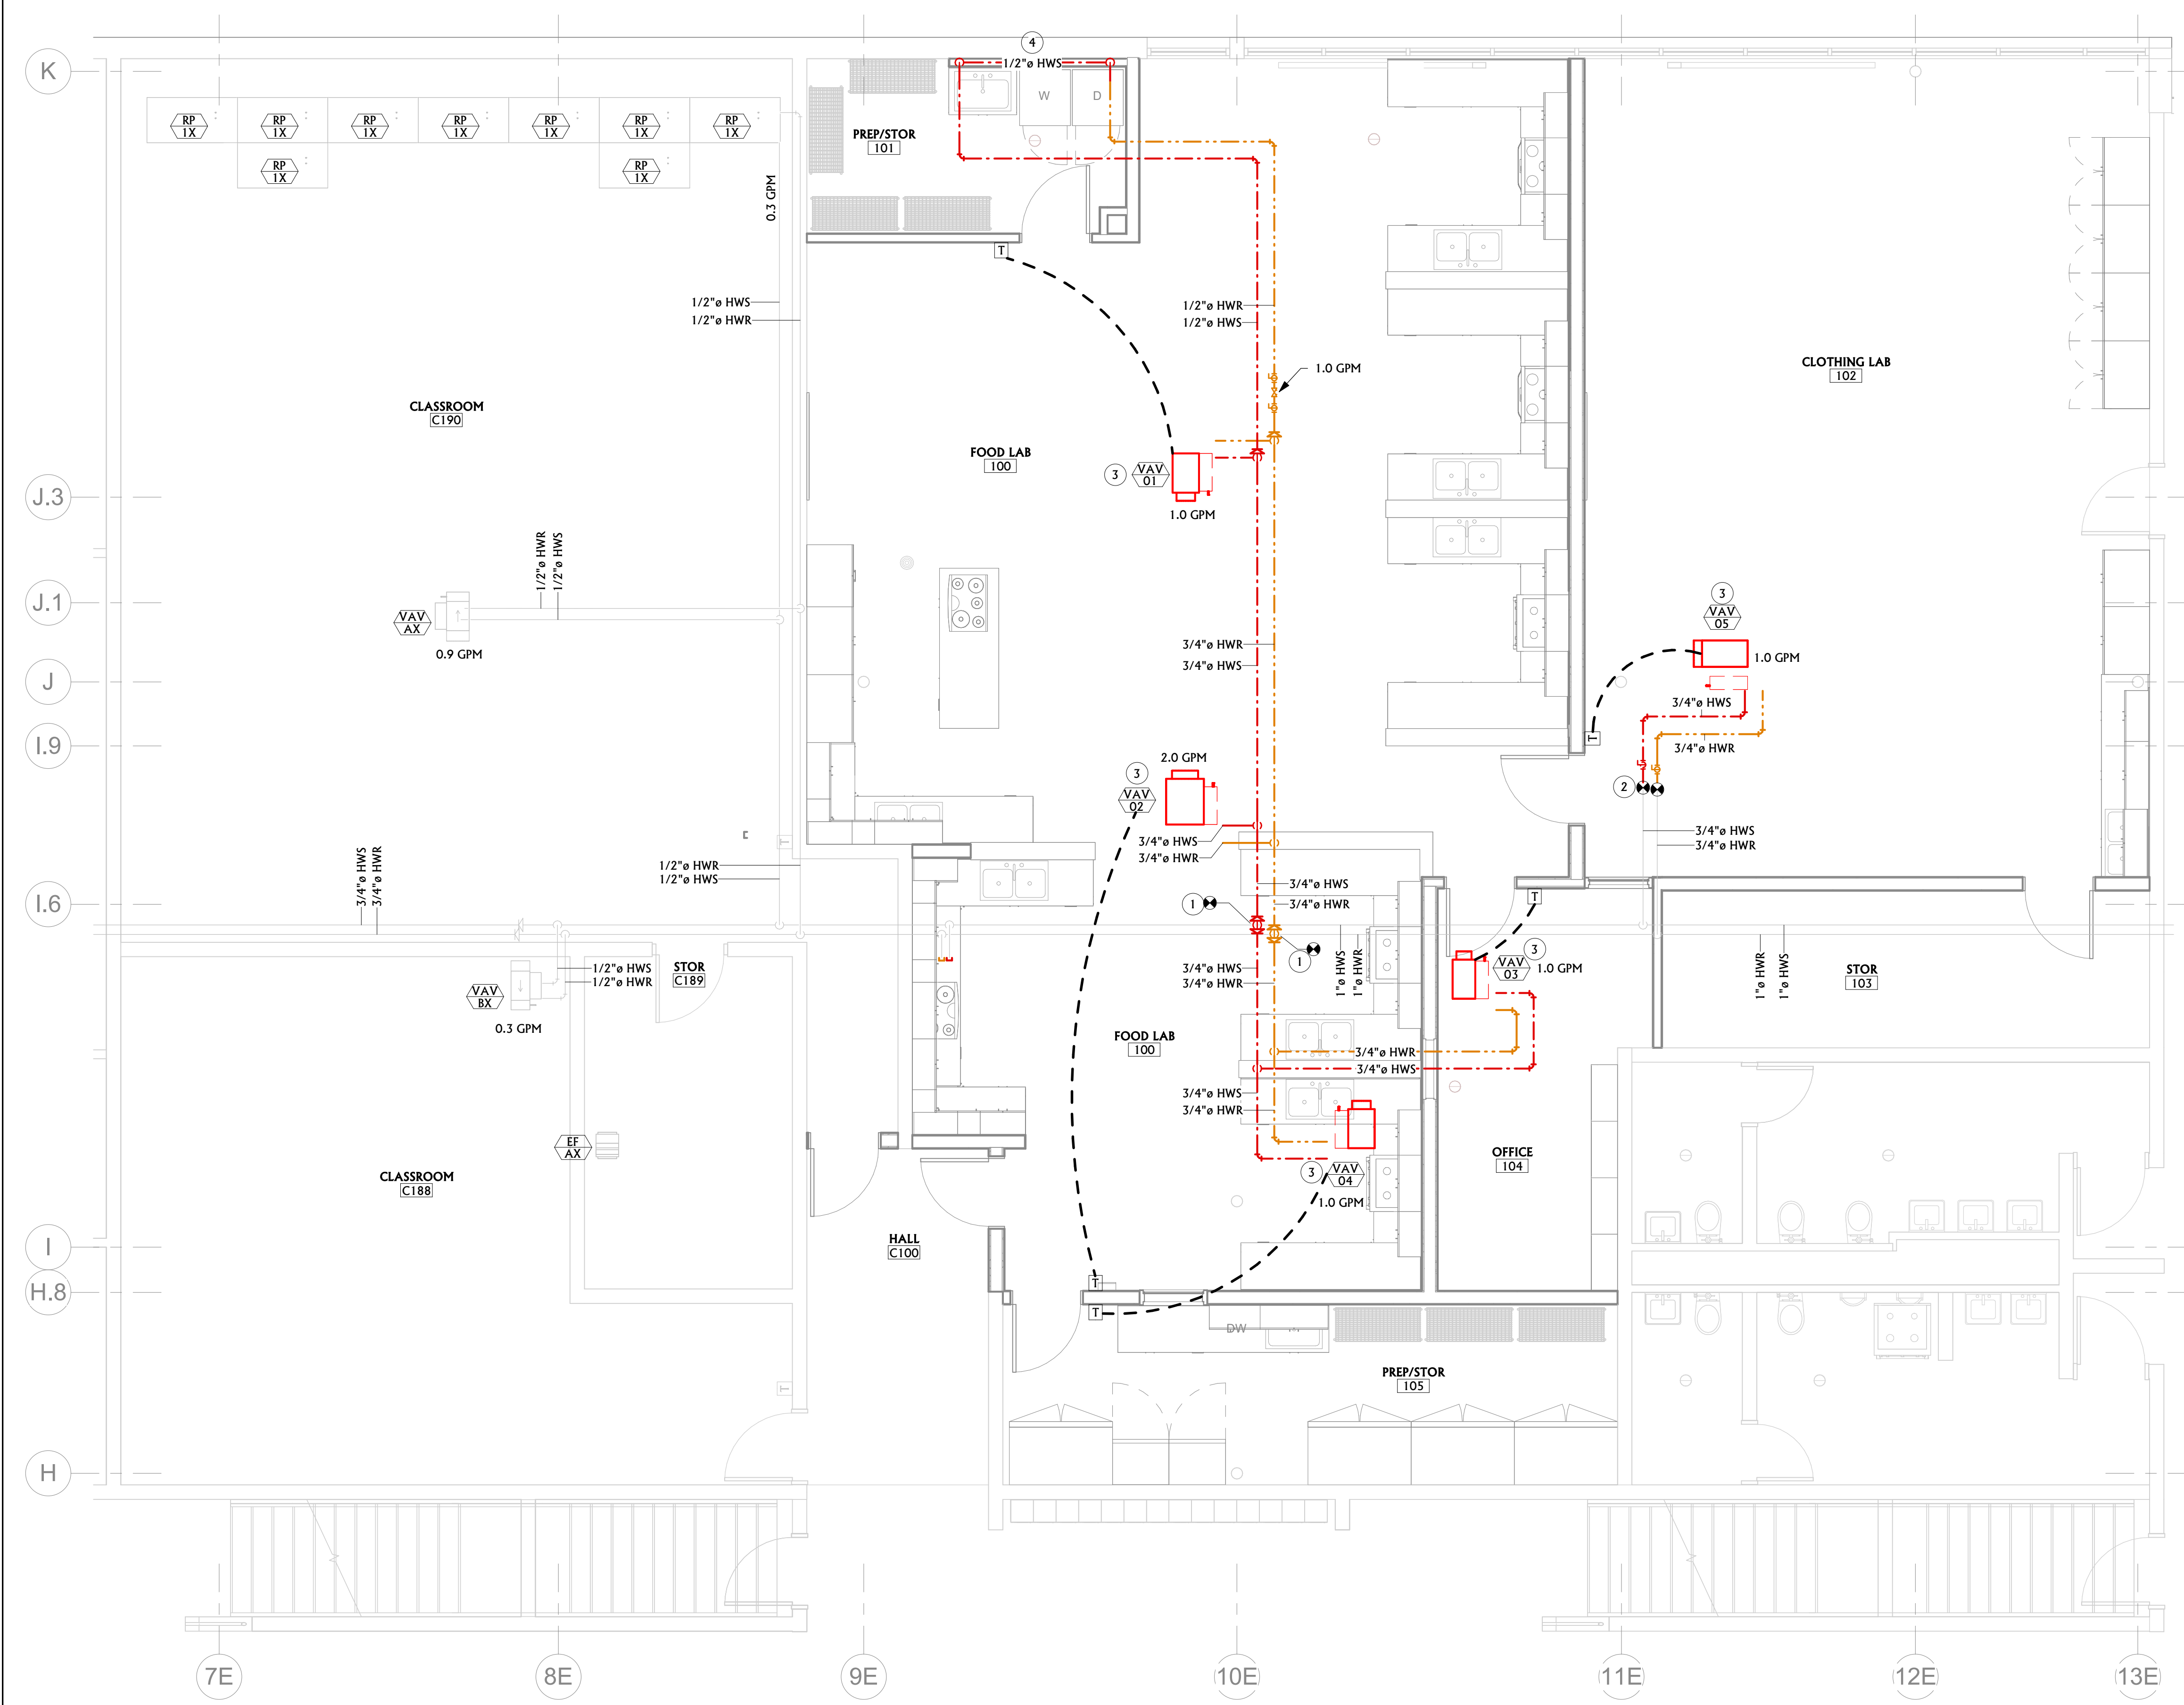 4
1/2"ø HWS
K
W
D
RP
1X
RP
1X
RP
1X
RP
1X
RP
1X
RP
1X
RP
1X
PREP/STOR
101
RP
1X
RP
1X
0.3 GPM
T
1/2"ø HWS
1/2"ø HWR
1/2"ø HWR
1/2"ø HWS
1.0 GPM
CLOTHING LAB
102
CLASSROOM
C190
FOOD LAB
100
3
VAV
01
1.0 GPM
J.3
1/2"ø HWR
1/2"ø HWS
J.1
VAV
AX
0.9 GPM
3
VAV
05
1.0 GPM
3/4"ø HWR
3/4"ø HWS
J
3/4"ø HWS
T
3/4"ø HWR
I.9
2.0 GPM
3
VAV
02
2
3/4"ø HWS
3/4"ø HWR
3/4"ø HWS
3/4"ø HWR
T
1/2"ø HWR
1/2"ø HWS
3/4"ø HWS
3/4"ø HWR
3/4"ø HWS
3/4"ø HWR
T
I.6
1
1
1"ø HWS
1"ø HWR
3
VAV
03
1.0 GPM
1/2"ø HWS
1/2"ø HWR
STOR
C189
3/4"ø HWS
3/4"ø HWR
1"ø HWR
1"ø HWS
STOR
103
VAV
BX
0.3 GPM
FOOD LAB
100
3/4"ø HWR
3/4"ø HWS
3/4"ø HWS
3/4"ø HWR
EF
AX
OFFICE
104
CLASSROOM
C188
3
VAV
04
1.0 GPM
I
HALL
C100
H.8
T
T
DW
PREP/STOR
105
T
H
7E
8E
9E
10E
11E
12E
13E